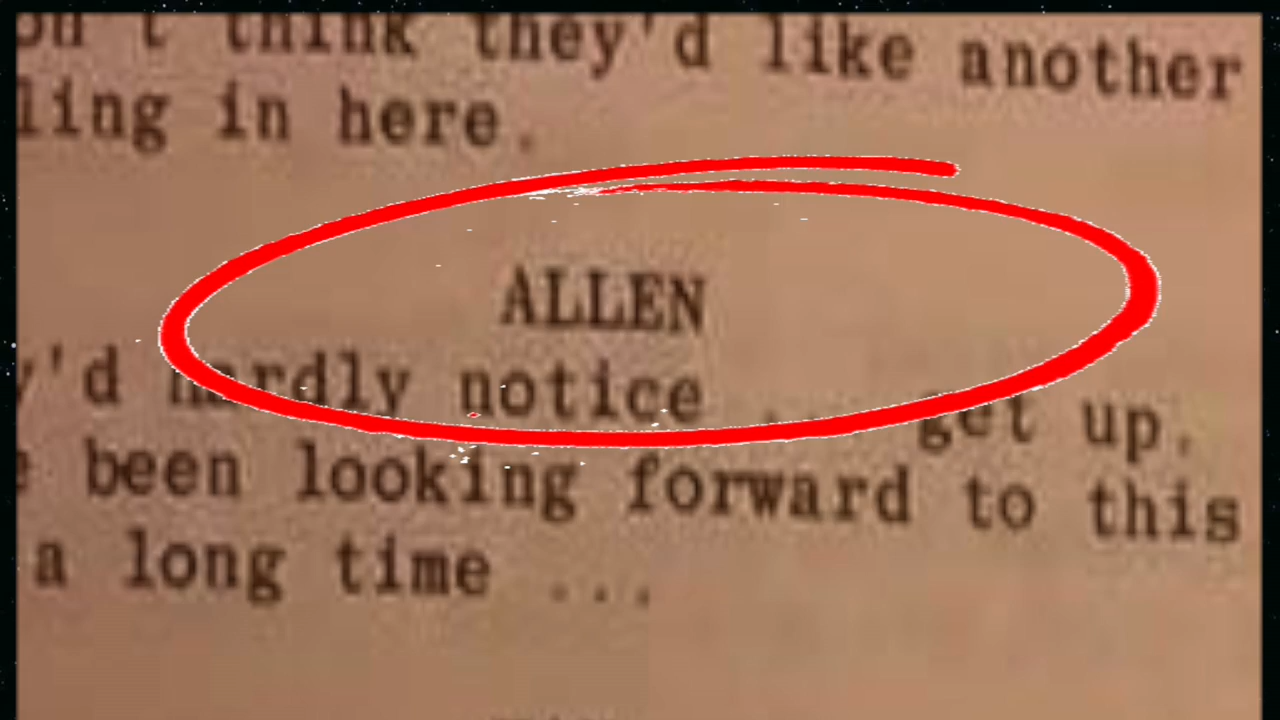 think they'd like another
ling in here.
ALLEN
y'd hardly notice ... get up.
been looking forward to this
a long time ...